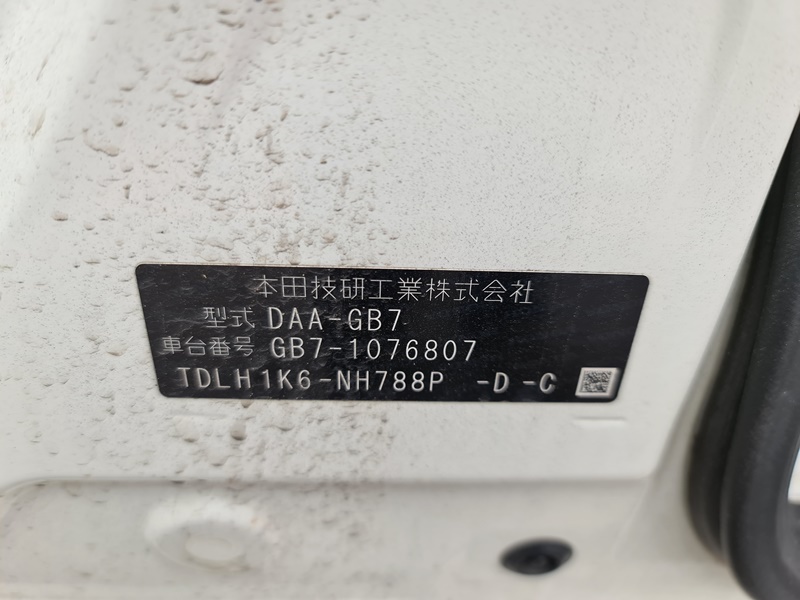 本田技研工業株式会社
型式 DAA-GB7
車台番号 GB7-1076807
TDLH1K6-NH788P -D -C